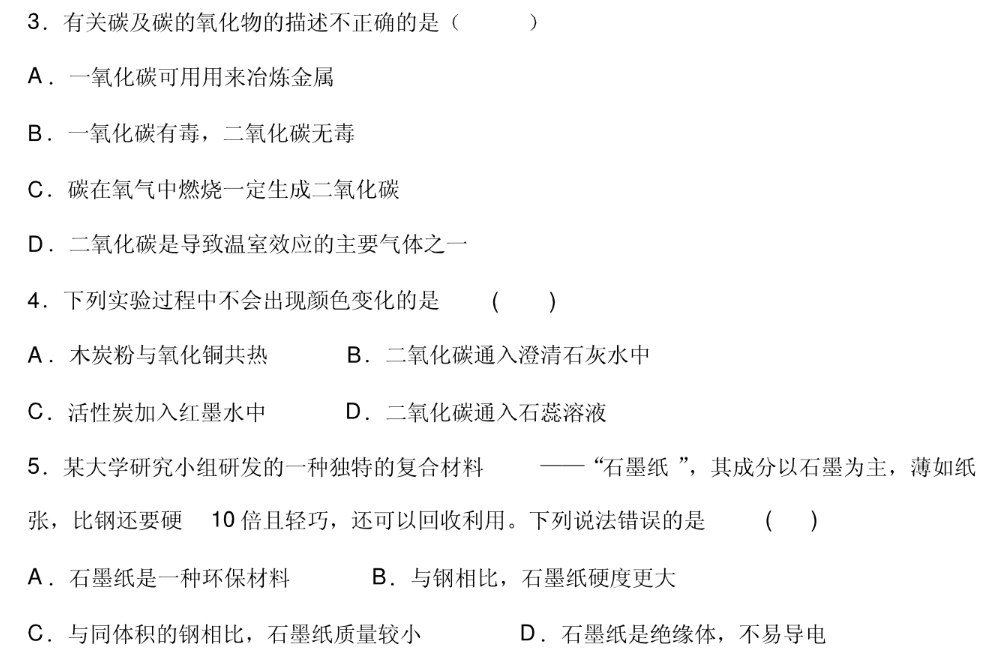 3．有关碳及碳的氧化物的描述不正确的是（ ）
A．一氧化碳可用用来冶炼金属
B．一氧化碳有毒，二氧化碳无毒
C．碳在氧气中燃烧一定生成二氧化碳
D．二氧化碳是导致温室效应的主要气体之一
4．下列实验过程中不会出现颜色变化的是 ( )
A．木炭粉与氧化铜共热 B．二氧化碳通入澄清石灰水中
C．活性炭加入红墨水中 D．二氧化碳通入石蕊溶液
5．某大学研究小组研发的一种独特的复合材料 ——“石墨纸 ”，其成分以石墨为主，薄如纸
张，比钢还要硬 10 倍且轻巧，还可以回收利用。下列说法错误的是 ( )
A．石墨纸是一种环保材料 B．与钢相比，石墨纸硬度更大
C．与同体积的钢相比，石墨纸质量较小 D．石墨纸是绝缘体，不易导电